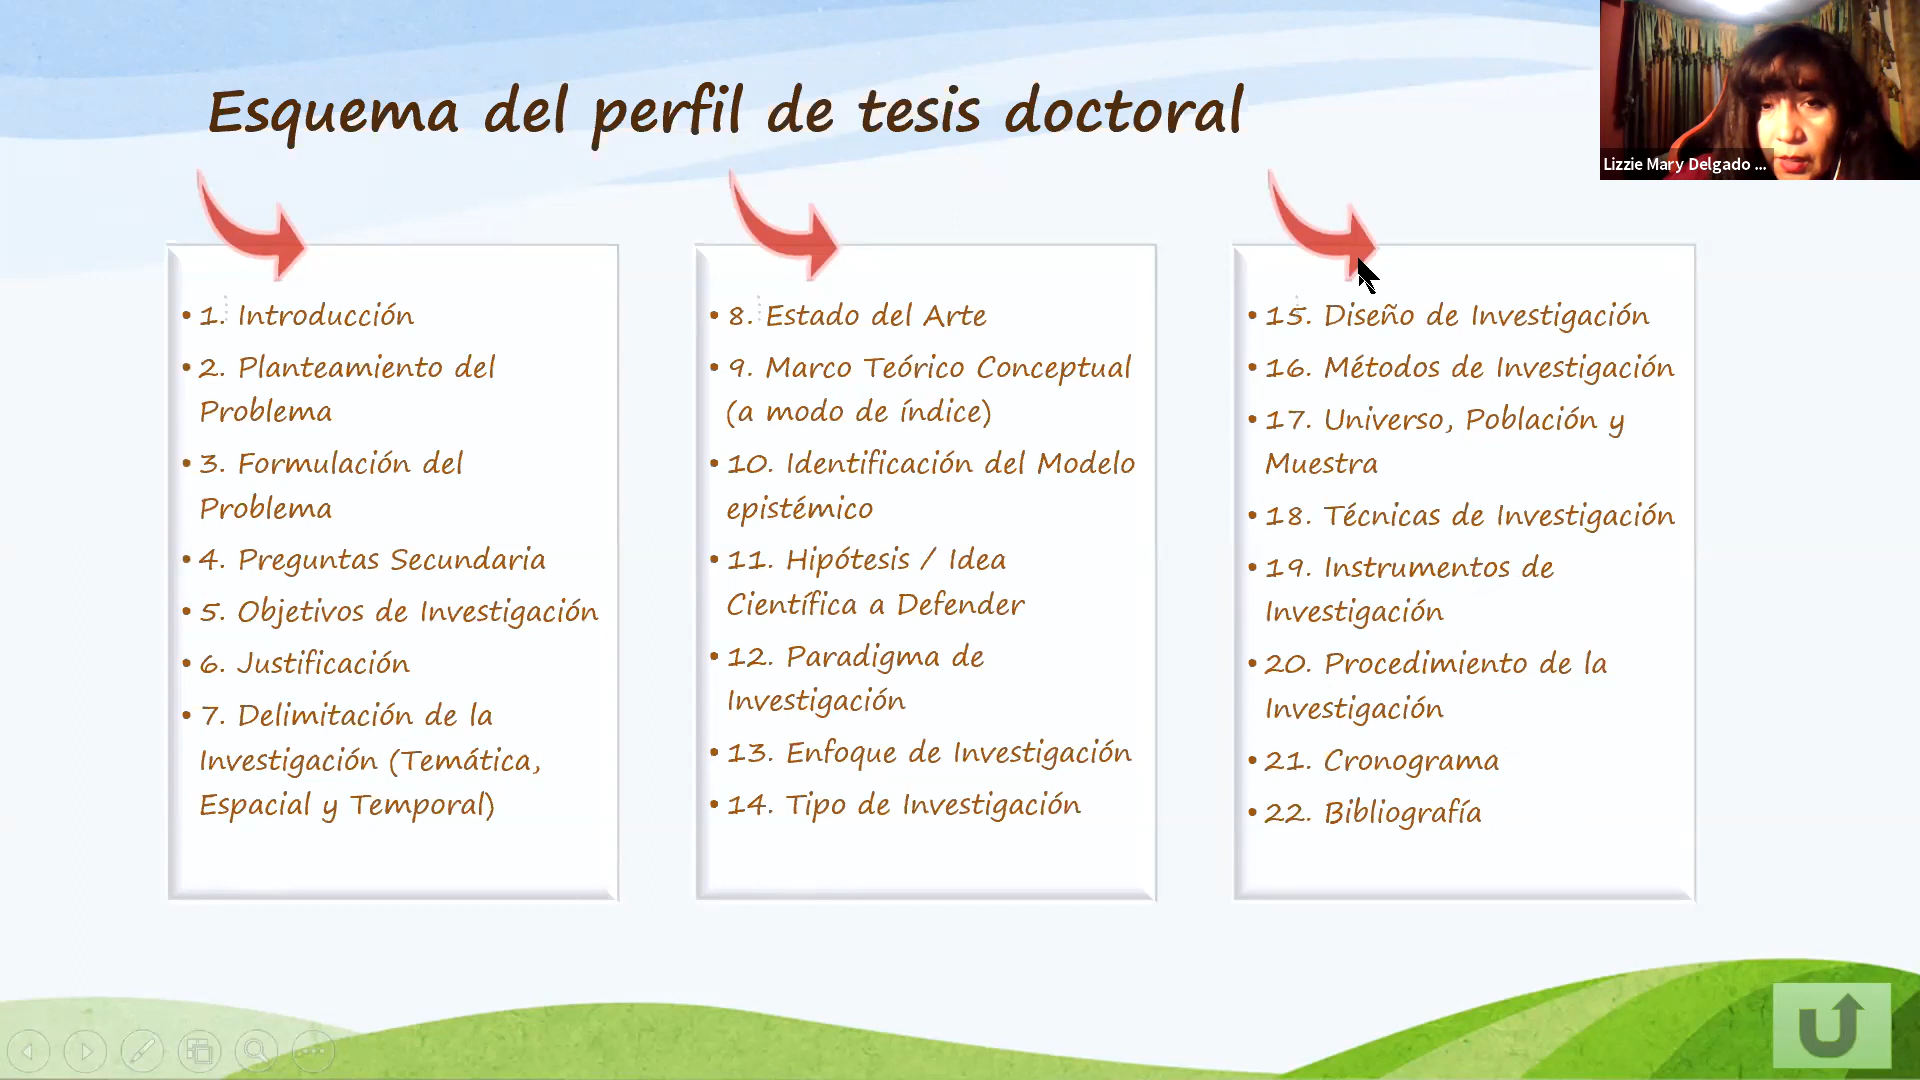 Esquema del perfil de tesis doctoral
Lizzie Mary Delgado ...
• 1. Introducción
• 2. Planteamiento del
Problema
• 3. Formulación del
Problema
• 4. Preguntas Secundaria
• 5. Objetivos de Investigación
• 6. Justificación
• 7. Delimitación de la
Investigación (Temática,
Espacial y Temporal)
• 8. Estado del Arte
• 9. Marco Teórico Conceptual
(a modo de índice)
• 10. Identificación del Modelo
epistémico
• 11. Hipótesis / Idea
Científica a Defender
• 12. Paradigma de
Investigación
• 13. Enfoque de Investigación
• 14. Tipo de Investigación
• 15. Diseño de Investigación
• 16. Métodos de Investigación
• 17. Universo, Población y
Muestra
• 18. Técnicas de Investigación
• 19. Instrumentos de
Investigación
• 20. Procedimiento de la
Investigación
• 21. Cronograma
• 22. Bibliografía